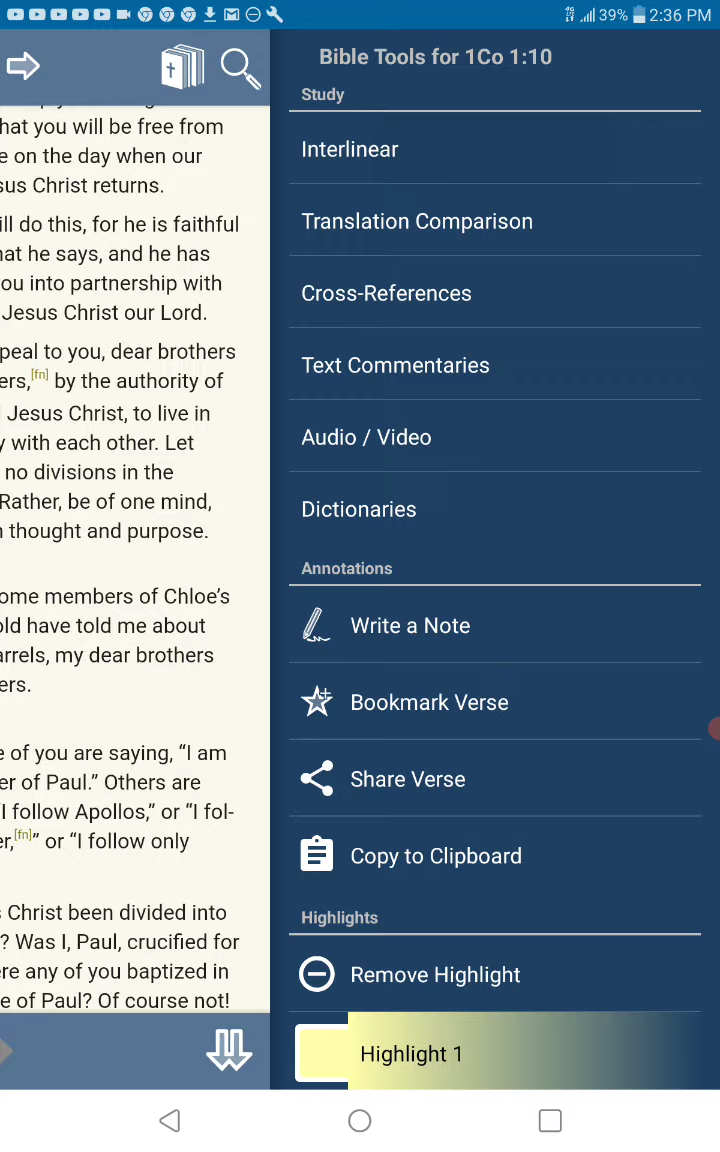 39% 2:36 PM
hat you will be free from
e on the day when our
sus Christ returns.
ill do this, for he is faithful
hat he says, and he has
ou into partnership with
Jesus Christ our Lord.
peal to you, dear brothers
ers,[fn] by the authority of
Jesus Christ, to live in
y with each other. Let
no divisions in the
Rather, be of one mind,
n thought and purpose.
ome members of Chloe's
old have told me about
arrels, my dear brothers
ers.
e of you are saying, “I am
er of Paul.” Others are
“I follow Apollos,” or “I fol-
er,[fn]” or “I follow only
s Christ been divided into
? Was I, Paul, crucified for
ere any of you baptized in
e of Paul? Of course not!
Bible Tools for 1Co 1:10
Study
Interlinear
Translation Comparison
Cross-References
Text Commentaries
Audio / Video
Dictionaries
Annotations
Write a Note
Bookmark Verse
Share Verse
Copy to Clipboard
Highlights
Remove Highlight
Highlight 1